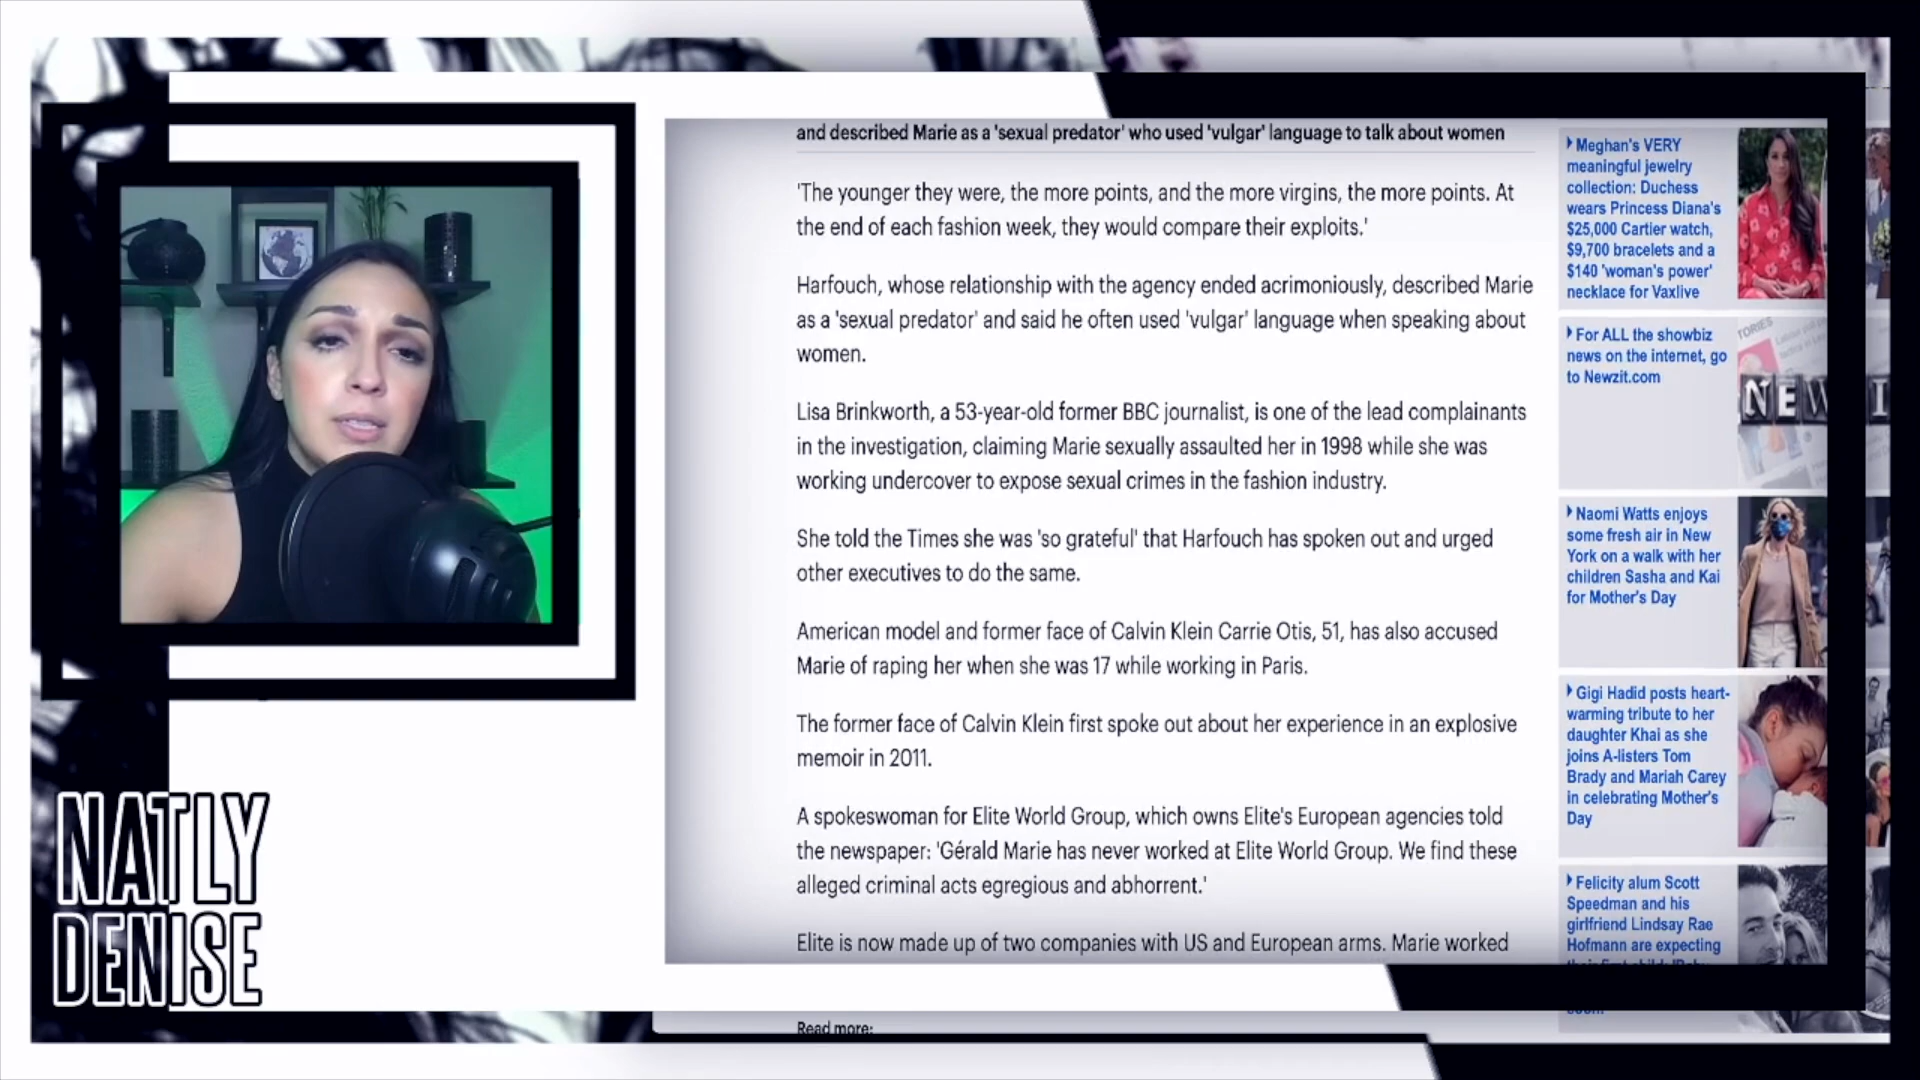 and described Marie as a 'sexual predator' who used 'vulgar' language to talk about women
'The younger they were, the more points, and the more virgins, the more points. At
the end of each fashion week, they would compare their exploits.'
Harfouch, whose relationship with the agency ended acrimoniously, described Marie
as a 'sexual predator' and said he often used 'vulgar' language when speaking about
women.
Lisa Brinkworth, a 53-year-old former BBC journalist, is one of the lead complainants
in the investigation, claiming Marie sexually assaulted her in 1998 while she was
working undercover to expose sexual crimes in the fashion industry.
She told the Times she was 'so grateful' that Harfouch has spoken out and urged
other executives to do the same.
American model and former face of Calvin Klein Carrie Otis, 51, has also accused
Marie of raping her when she was 17 while working in Paris.
The former face of Calvin Klein first spoke out about her experience in an explosive
memoir in 2011.
A spokeswoman for Elite World Group, which owns Elite's European agencies told
the newspaper: 'Gérald Marie has never worked at Elite World Group. We find these
alleged criminal acts egregious and abhorrent.'
Elite is now made up of two companies with US and European arms. Marie worked
Read more:
Meghan's VERY
meaningful jewelry
collection: Duchess
wears Princess Diana's
$25,000 Cartier watch,
$9,700 bracelets and a
$140 'woman's power'
necklace for Vaxlive
For ALL the showbiz
news on the internet, go
to Newzit.com
TORIES
NEW
Naomi Watts enjoys
some fresh air in New
York on a walk with her
children Sasha and Kai
for Mother's Day
Gigi Hadid posts heart-
warming tribute to her
daughter Khai as she
joins A-listers Tom
Brady and Mariah Carey
in celebrating Mother's
Day
Felicity alum Scott
Speedman and his
girlfriend Lindsay Rae
Hofmann are expecting
NATLY
DENISE